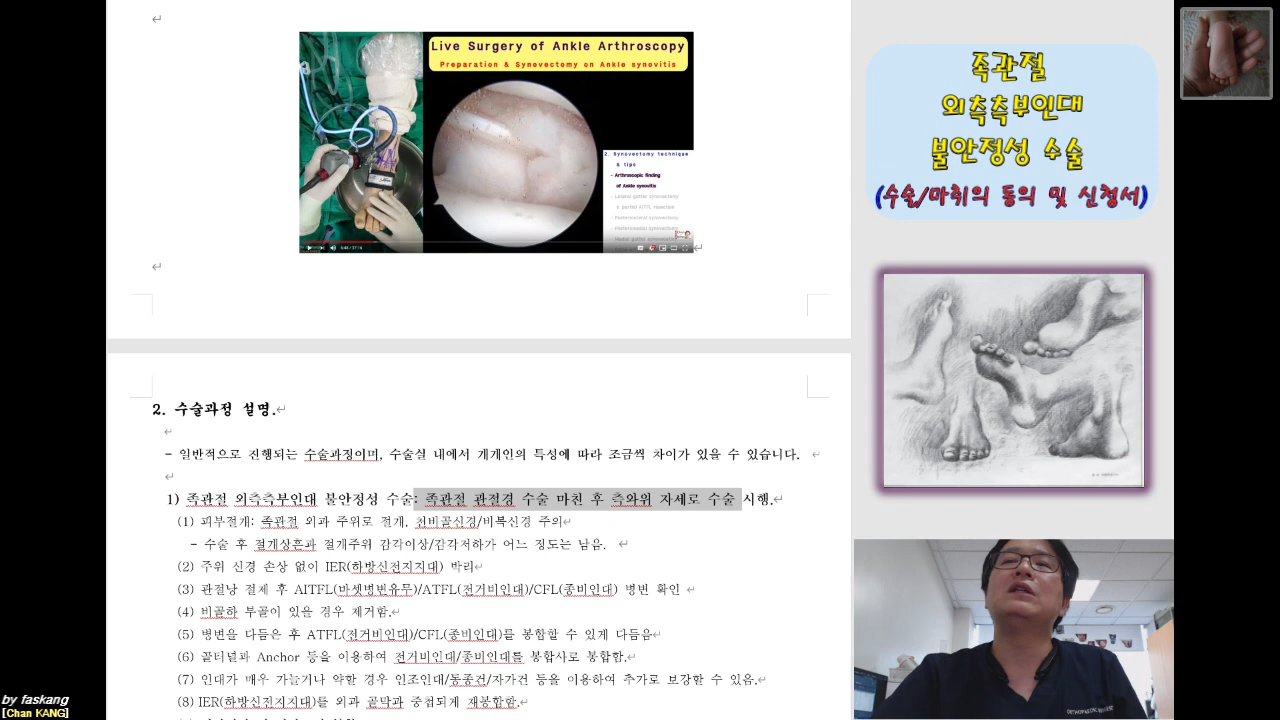 Live Surgery of Ankle Arthroscopy
Preparation & Synovectomy on Ankle synovitis
2. Synovectomy technique
& tips
- Arthroscopic finding
of Ankle synovitis
- Lateral gutter synovectomy
& partial AITFL resection
- Posterolateral synovectomy
- Posteromedial synovectomy
- Medial gutter synovectomy
2. 수술과정 설명.
- 일반적으로 진행되는 수술과정이며, 수술실 내에서 개개인의 특성에 따라 조금씩 차이가 있을 수 있습니다.
1) 족관절 외측측부인대 불안정성 수술: 족관절 관절경 수술 마친 후 측와위 자세로 수술 시행.
(1) 피부절개: 족관절 외과 주위로 절개, 천비골신경/비복신경 주의
- 수술 후 절개상흔과 절개주위 감각이상/감각저하가 어느 정도는 남음.
(2) 주위 신경 손상 없이 IER(하방신전지지대) 박리
(3) 관절낭 절제 후 AITFL(바셋병변유무)/ATFL(전거비인대)/CFL(종비인대) 병변 확인
(4) 비골하 부골이 있을 경우 제거함.
(5) 병변을 다듬은 후 ATFL(전거비인대)/CFL(종비인대)를 봉합할 수 있게 다듬음
(6) 골터널과 Anchor 등을 이용하여 전거비인대/종비인대를 봉합사로 봉합함.
(7) 인대가 매우 가늘거나 약할 경우 인조인대/동종건/자가건 등을 이용하여 추가로 보강할 수 있음.
(8) IER(하방신전지지대)를 외과 골막과 중첩되게 재봉합함.
족관절
외측측부인대
불안정성 수술
(수술/마취의 동의 및 신청서)
by faskang
[Chan KANG]